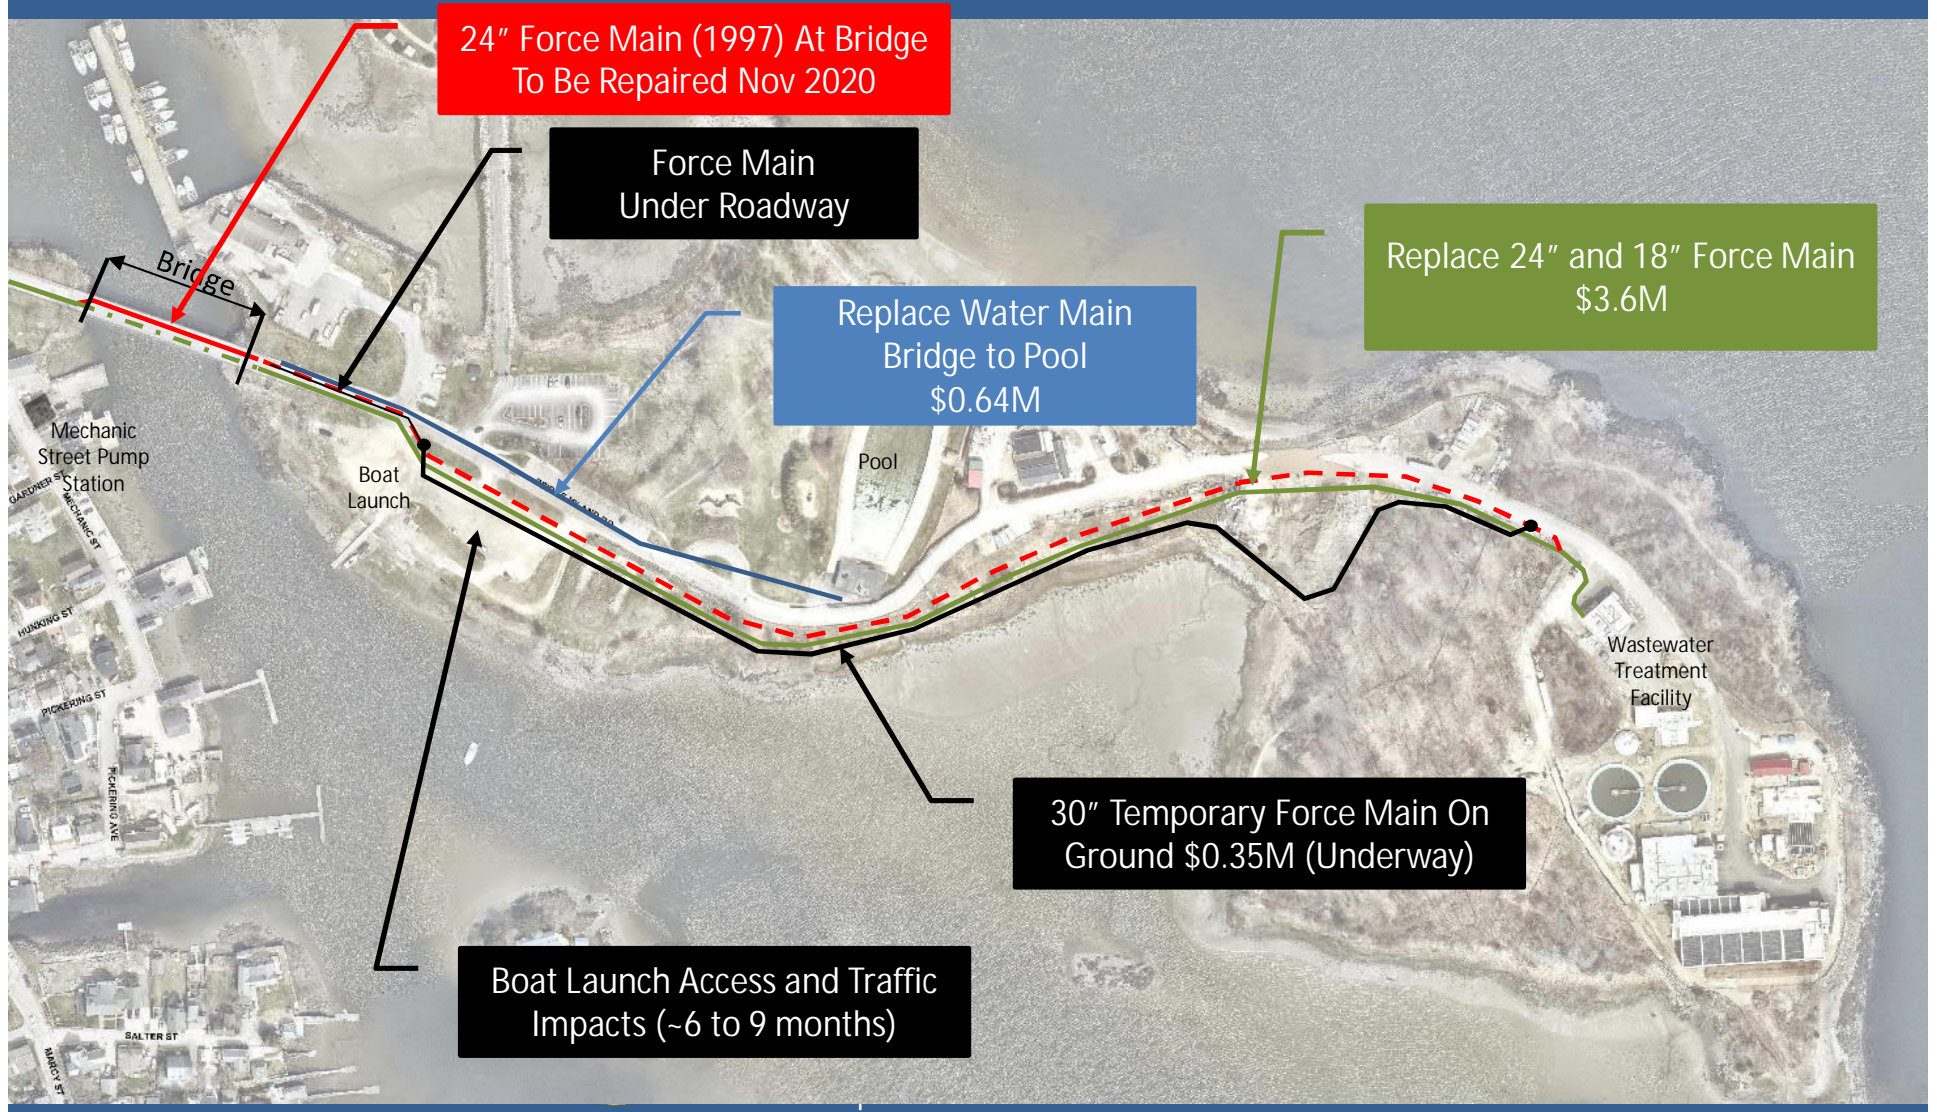 24" Force Main (1997) At Bridge
To Be Repaired Nov 2020
Force Main
Under Roadway
Replace 24" and 18" Force Main
$3.6M
Bridge
Replace Water Main
Bridge to Pool
$0.64M
Mechanic
Street Pump
Station
GARDNER ST
MECHANIC ST
Boat
Launch
Pool
HUNKING ST
PICKERING ST
PICKERING AVE
Wastewater
Treatment
Facility
30" Temporary Force Main On
Ground $0.35M (Underway)
Boat Launch Access and Traffic
Impacts (~6 to 9 months)
SALTER ST
MARCY ST